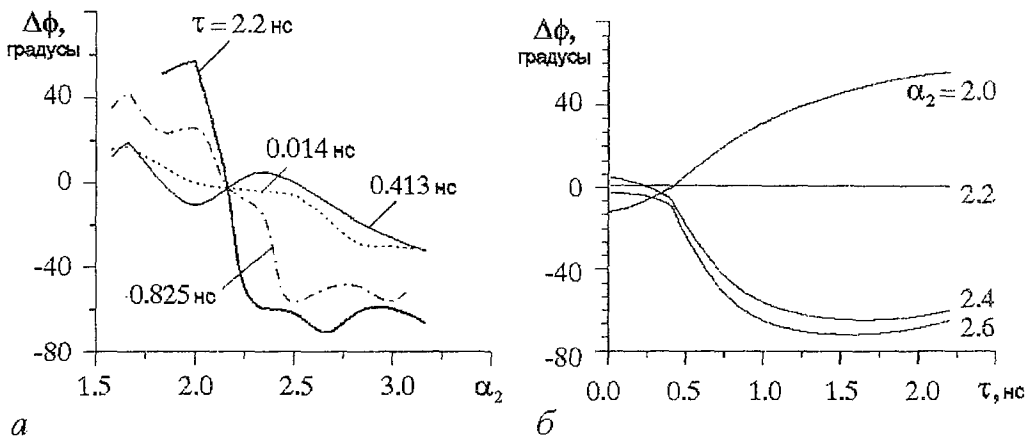 Δϕ,
градусы
40
0
-40
-80
1.5
2.0
2.5
3.0
α₂
τ = 2.2 нс
0.014 нс
0.413 нс
0.825 нс
а
Δϕ,
градусы
40
0
-40
-80
0.0
0.5
1.0
1.5
2.0
τ, нс
α₂ = 2.0
2.2
2.4
2.6
б